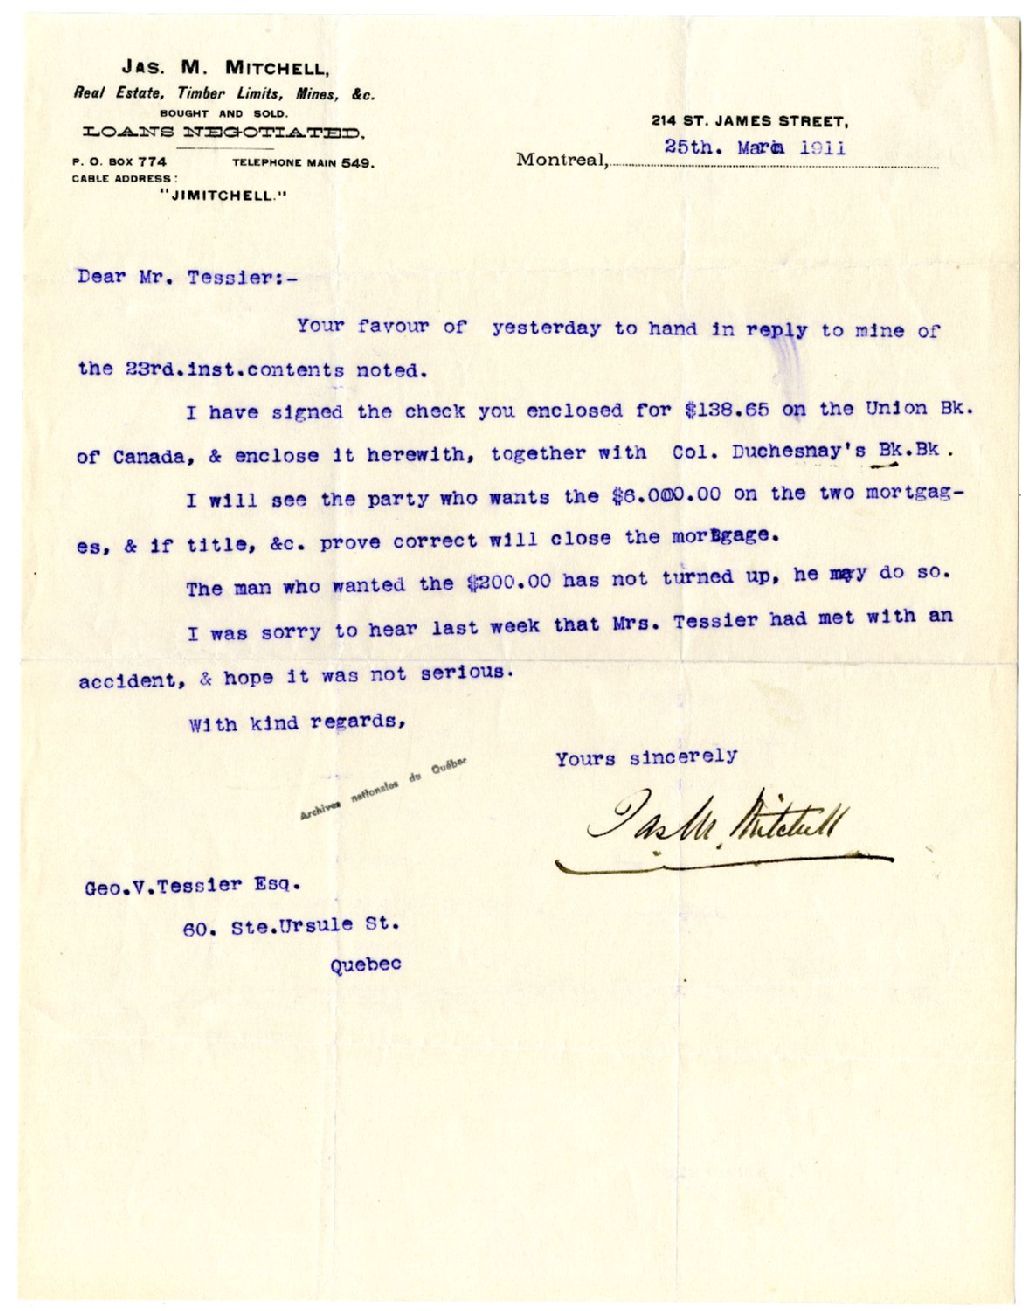 JAS. M. MITCHELL,
Real Estate, Timber Limits, Mines, &c.
BOUGHT AND SOLD.
LOANS NEGOTIATED.
P. O. BOX 774 TELEPHONE MAIN 549.
CABLE ADDRESS:
"JIMITCHELL."
214 ST. JAMES STREET,
Montreal, 25th. March 1911
Dear Mr. Tessier:-
Your favour of yesterday to hand in reply to mine of
the 23rd.inst.contents noted.
I have signed the check you enclosed for $138.65 on the Union Bk.
of Canada, & enclose it herewith, together with Col. Duchesnay's Bk.Bk.
I will see the party who wants the $6.000.00 on the two mortgag-
es, & if title, &c. prove correct will close the mortgage.
The man who wanted the $200.00 has not turned up, he may do so.
I was sorry to hear last week that Mrs. Tessier had met with an
accident, & hope it was not serious.
With kind regards,
Yours sincerely
Archives nationales du Québec
Jas M. Mitchell
Geo.V.Tessier Esq.
60. Ste.Ursule St.
Quebec